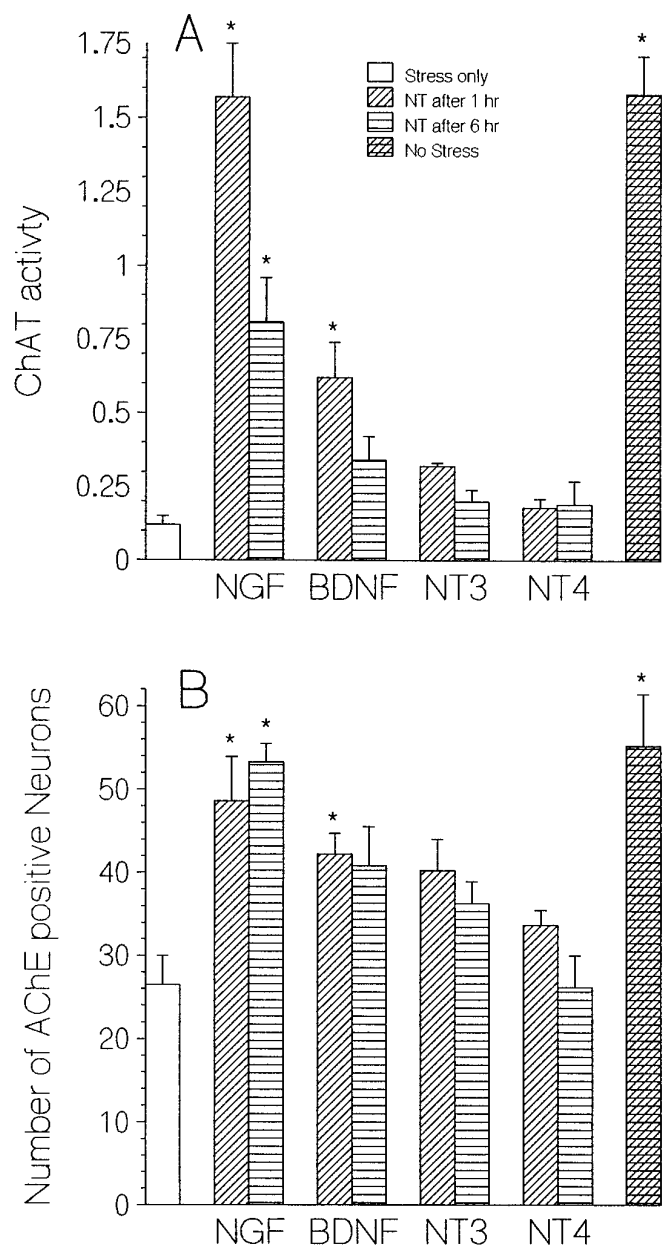 A
*
*
*
*
1.75
1.5
1.25
1
0.75
0.5
0.25
0
ChAT activty
Stress only
NT after 1 hr
NT after 6 hr
No Stress
NGF BDNF NT3 NT4
B
*
*
*
*
60
50
40
30
20
10
0
Number of AChE positive Neurons
NGF BDNF NT3 NT4